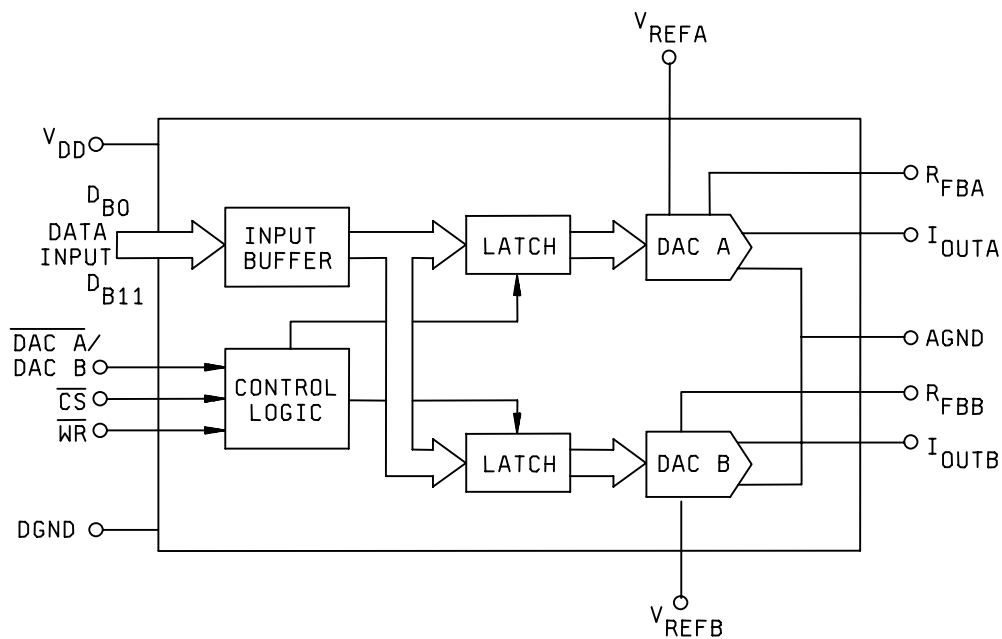 VREFA
VDD
DB0
DATA
INPUT
DB11
INPUT
BUFFER
LATCH
DAC A
RFBA
IOUTA
AGND
DAC A/
DAC B
CS
WR
CONTROL
LOGIC
LATCH
DAC B
RFBB
IOUTB
DGND
VREFB